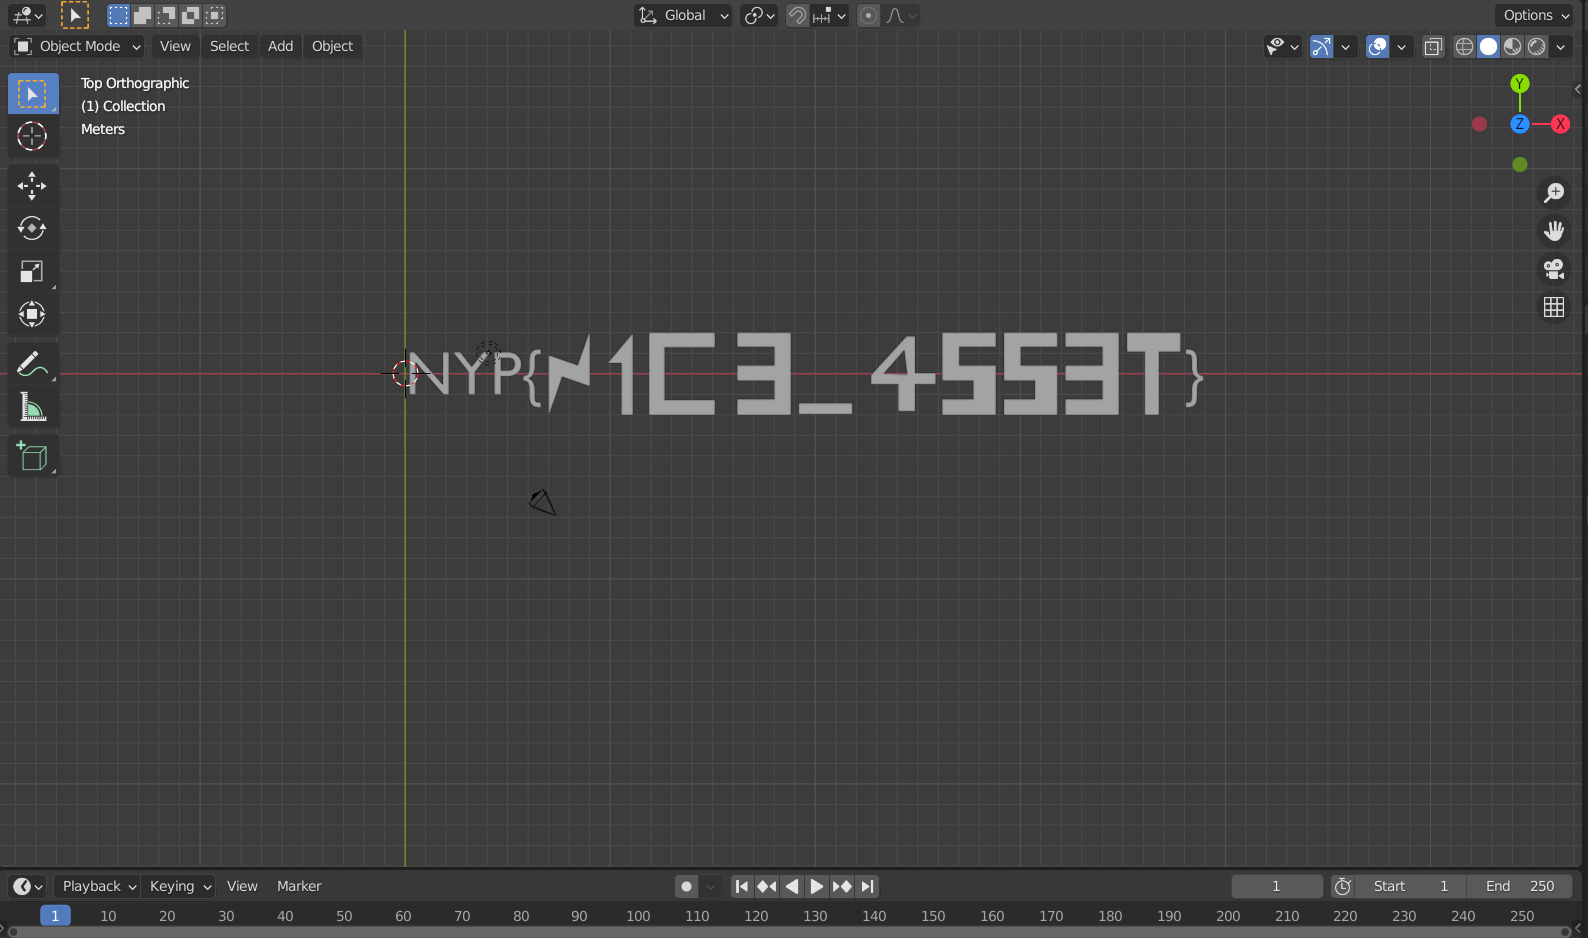 Global
Options
Object Mode View Select Add Object
Top Orthographic
(1) Collection
Meters
Y
Z
X
NYP{N1C3_4553T}
Playback Keying View Marker
1 Start 1 End 250
1 10 20 30 40 50 60 70 80 90 100 110 120 130 140 150 160 170 180 190 200 210 220 230 240 250